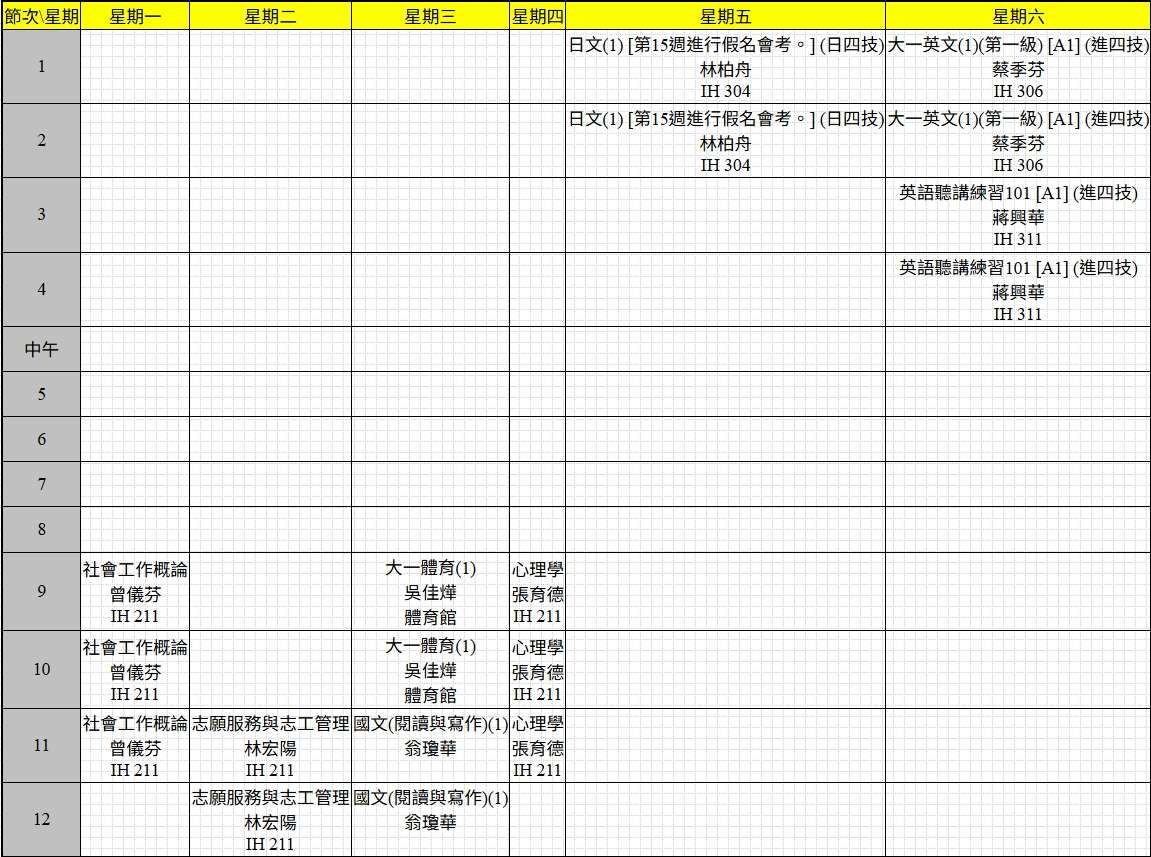 節次\星期 星期一 星期二 星期三 星期四 星期五 星期六
1
日文(1) [第15週進行假名會考。] (日四技)
林柏舟
IH 304
大一英文(1)(第一級) [A1] (進四技)
蔡季芬
IH 306
2
日文(1) [第15週進行假名會考。] (日四技)
林柏舟
IH 304
大一英文(1)(第一級) [A1] (進四技)
蔡季芬
IH 306
3
英語聽講練習101 [A1] (進四技)
蔣興華
IH 311
4
英語聽講練習101 [A1] (進四技)
蔣興華
IH 311
中午
5
6
7
8
9
社會工作概論
曾儀芬
IH 211
大一體育(1)
吳佳燁
體育館
心理學
張育德
IH 211
10
社會工作概論
曾儀芬
IH 211
大一體育(1)
吳佳燁
體育館
心理學
張育德
IH 211
11
社會工作概論
曾儀芬
IH 211
志願服務與志工管理
林宏陽
IH 211
國文(閱讀與寫作)(1)
翁瓊華
心理學
張育德
IH 211
12
志願服務與志工管理
林宏陽
IH 211
國文(閱讀與寫作)(1)
翁瓊華